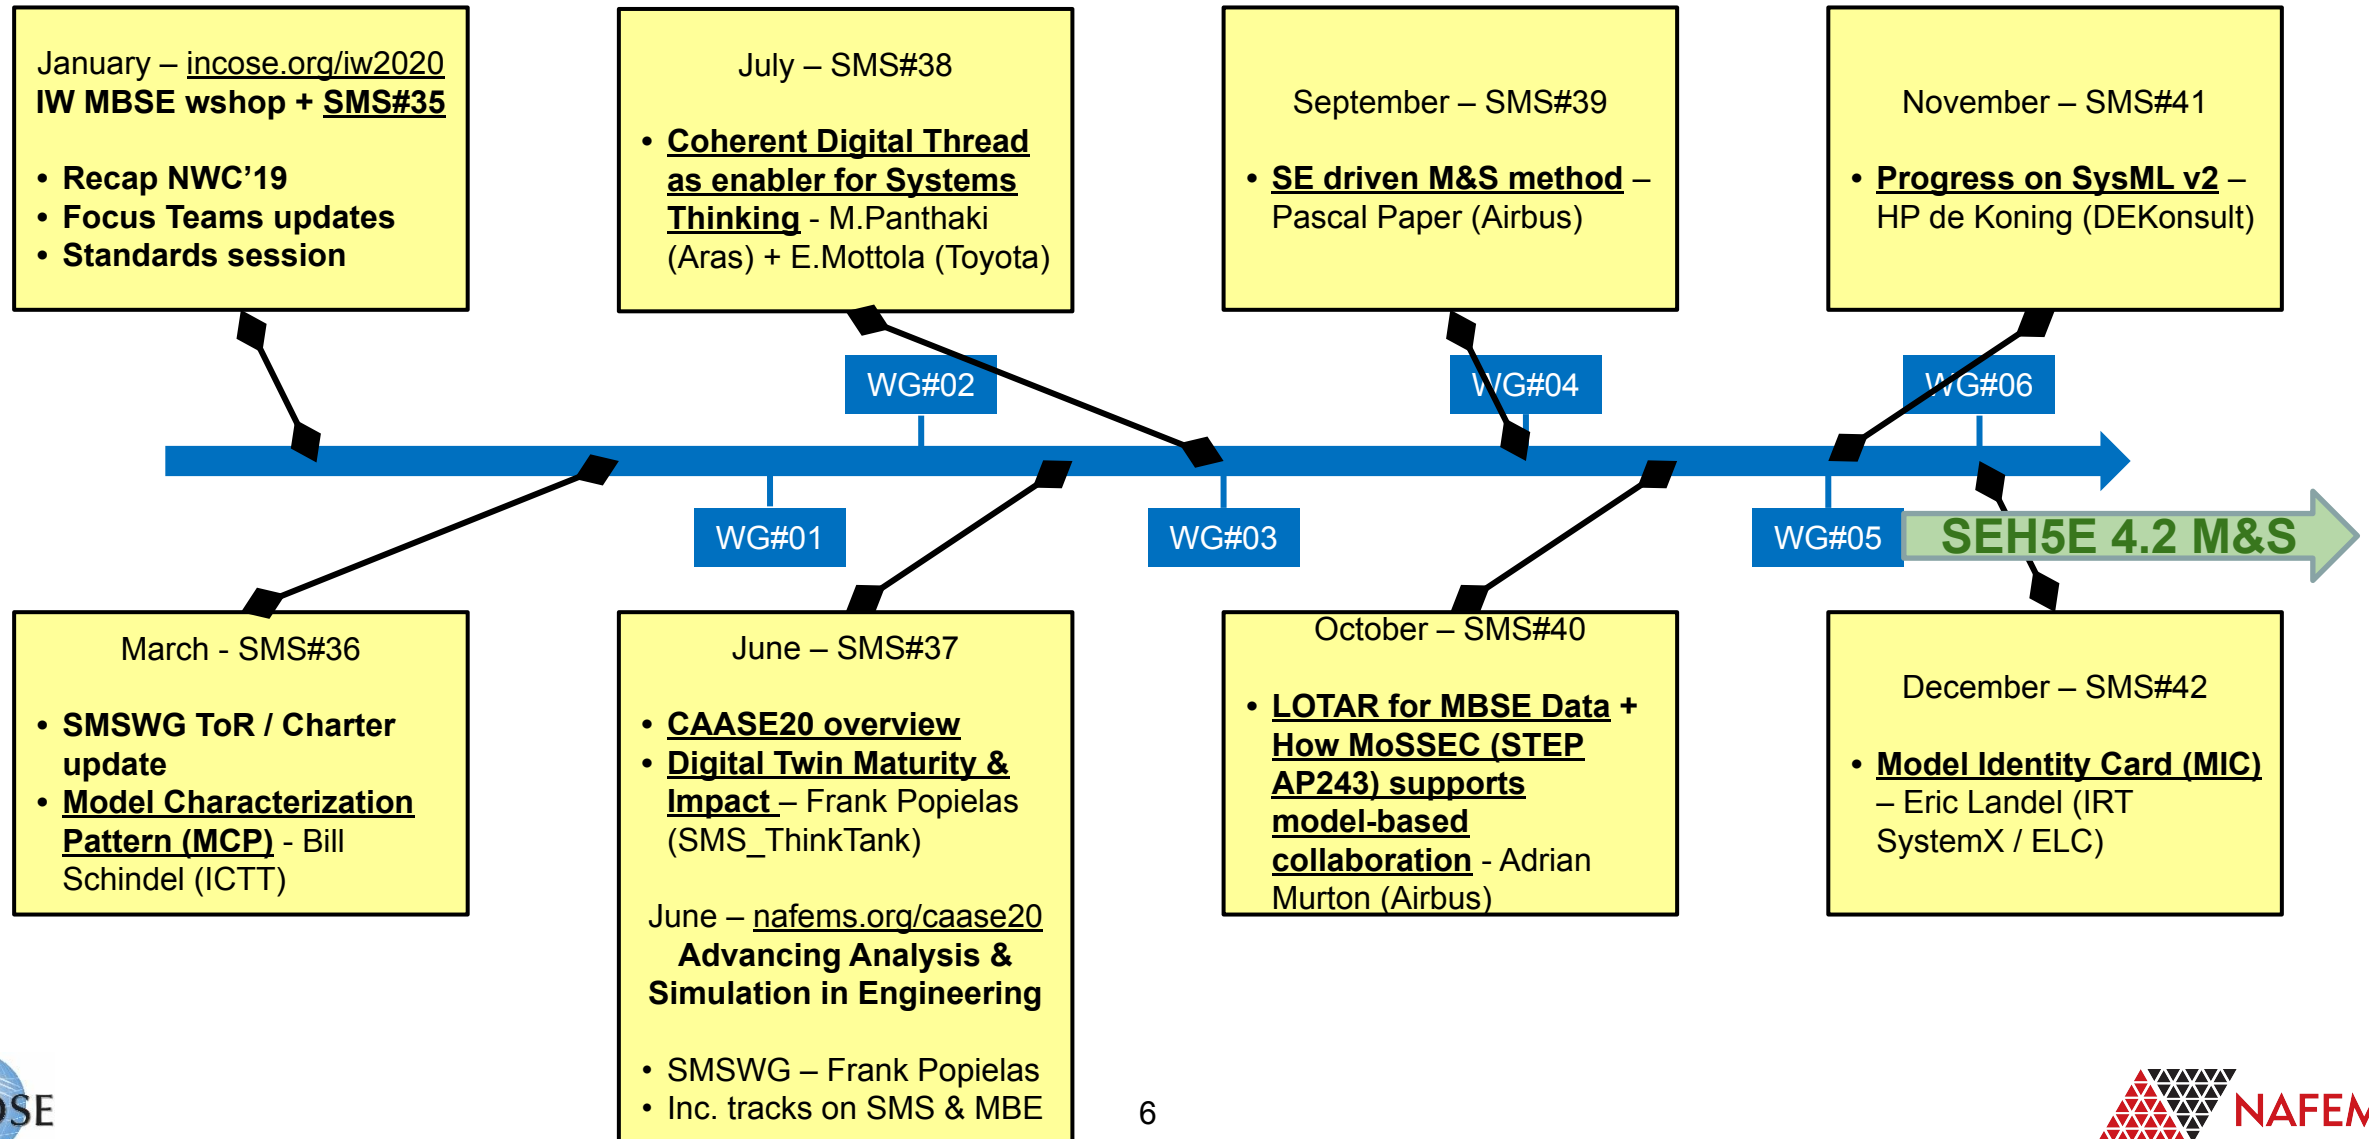 January – incose.org/iw2020
IW MBSE wshop + SMS#35
• Recap NWC’19
• Focus Teams updates
• Standards session
July – SMS#38
• Coherent Digital Thread
as enabler for Systems
Thinking - M.Panthaki
(Aras) + E.Mottola (Toyota)
September – SMS#39
• SE driven M&S method –
Pascal Paper (Airbus)
November – SMS#41
• Progress on SysML v2 –
HP de Koning (DEKonsult)
WG#02
WG#04
WG#06
WG#01
WG#03
WG#05
SEH5E 4.2 M&S
March - SMS#36
• SMSWG ToR / Charter
update
• Model Characterization
Pattern (MCP) - Bill
Schindel (ICTT)
June – SMS#37
• CAASE20 overview
• Digital Twin Maturity &
Impact – Frank Popielas
(SMS_ThinkTank)
June – nafems.org/caase20
Advancing Analysis &
Simulation in Engineering
• SMSWG – Frank Popielas
• Inc. tracks on SMS & MBE
October – SMS#40
• LOTAR for MBSE Data +
How MoSSEC (STEP
AP243) supports
model-based
collaboration - Adrian
Murton (Airbus)
December – SMS#42
• Model Identity Card (MIC)
– Eric Landel (IRT
SystemX / ELC)
6